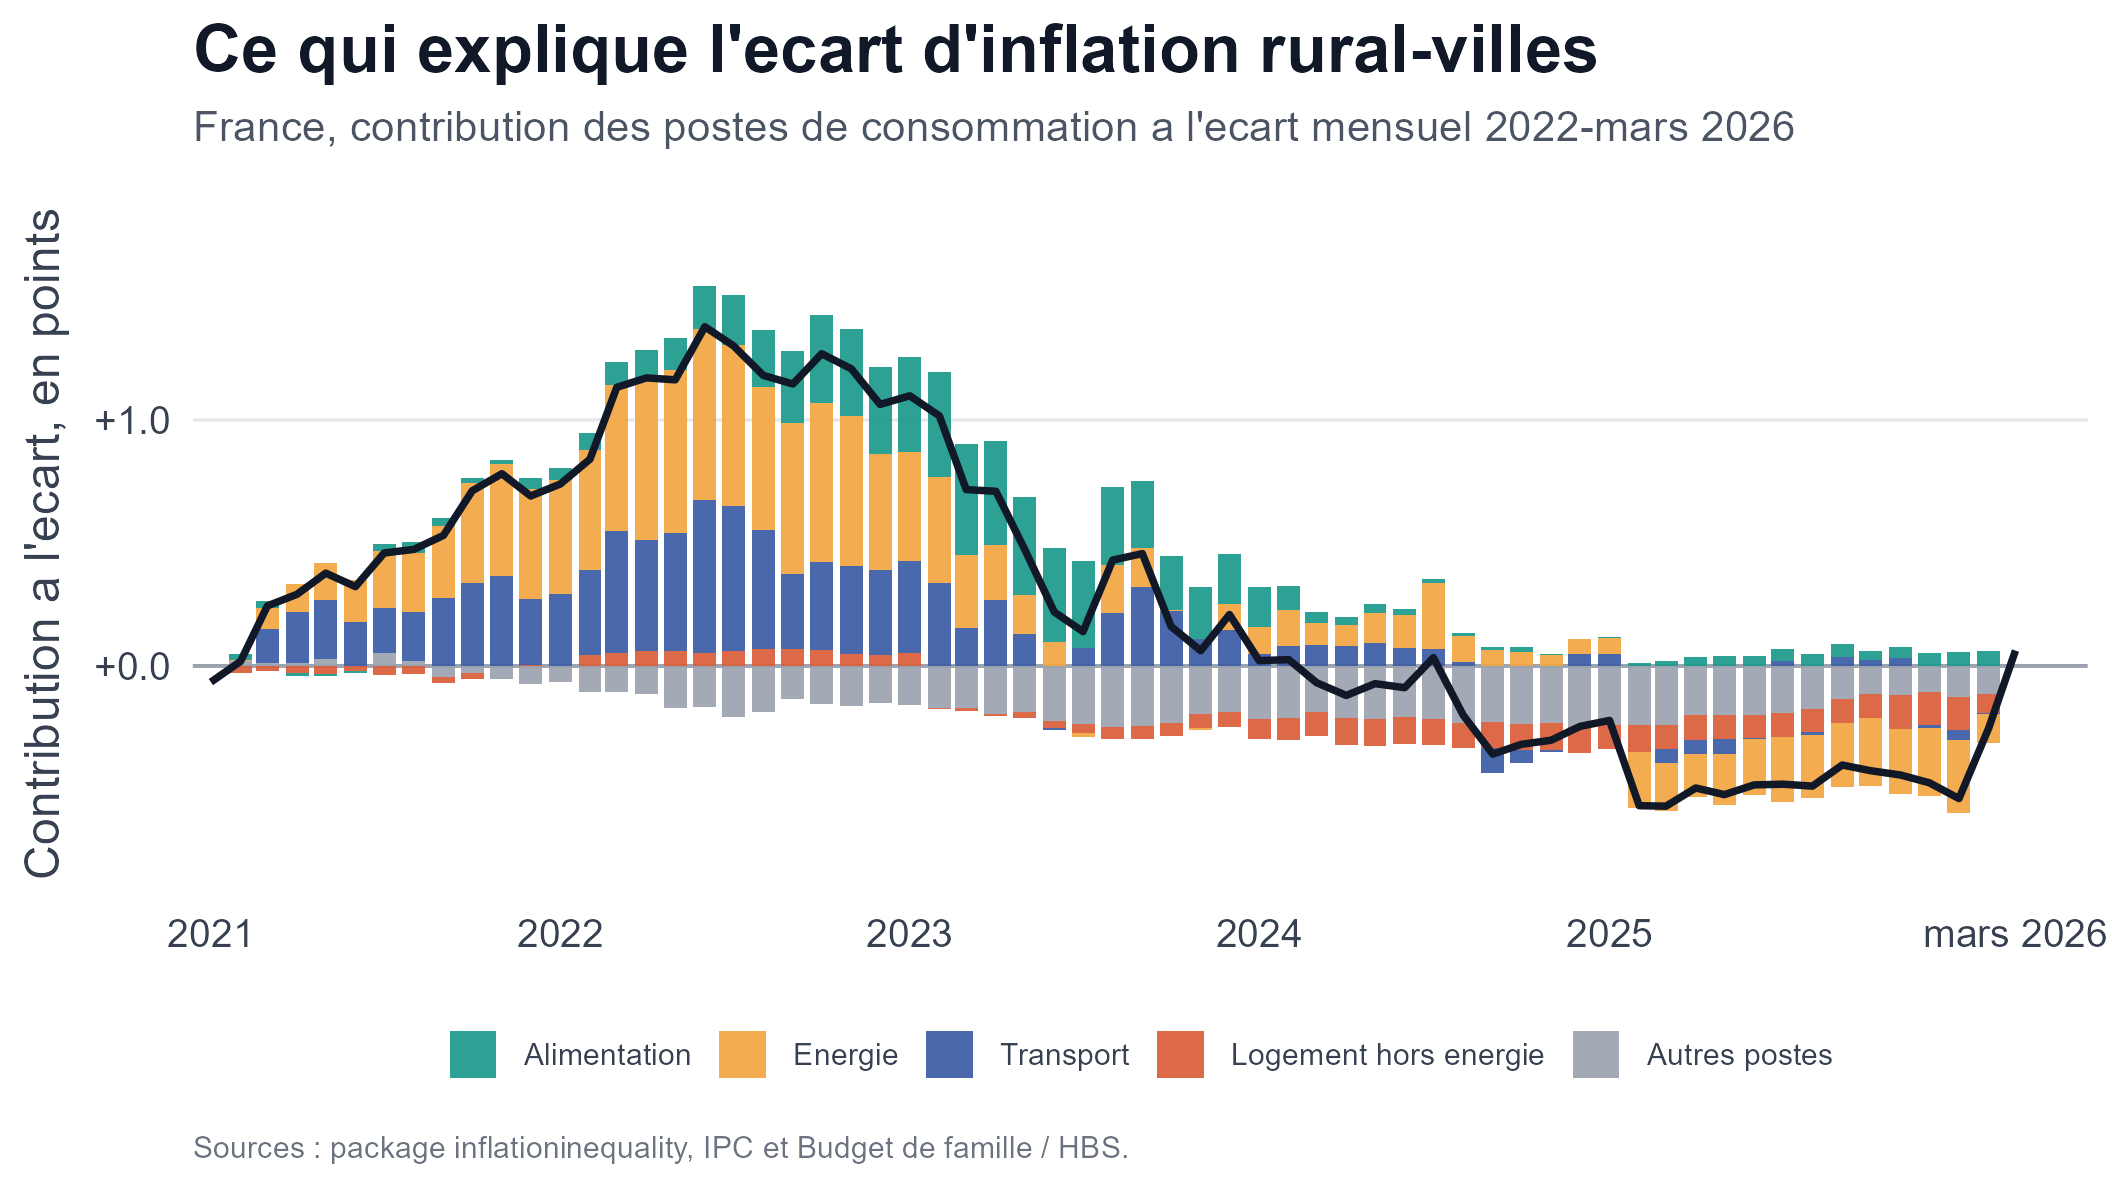 Ce qui explique l'ecart d'inflation rural-villes
France, contribution des postes de consommation a l'ecart mensuel 2022-mars 2026
Contribution a l'ecart, en points
+1.0
+0.0
2021 2022 2023 2024 2025 mars 2026
Alimentation Energie Transport Logement hors energie Autres postes
Sources : package inflationinequality, IPC et Budget de famille / HBS.